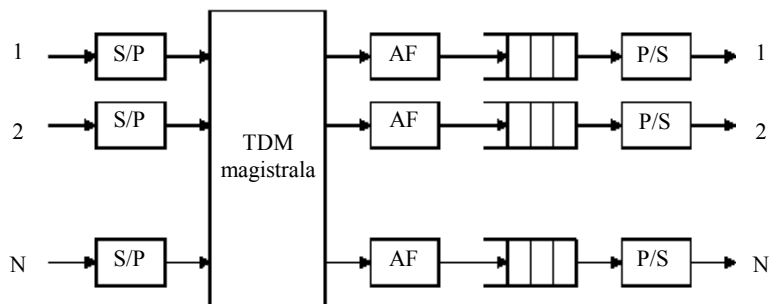 1 S/P AF P/S 1
2 S/P AF P/S 2
TDM
magistrala
N S/P AF P/S N